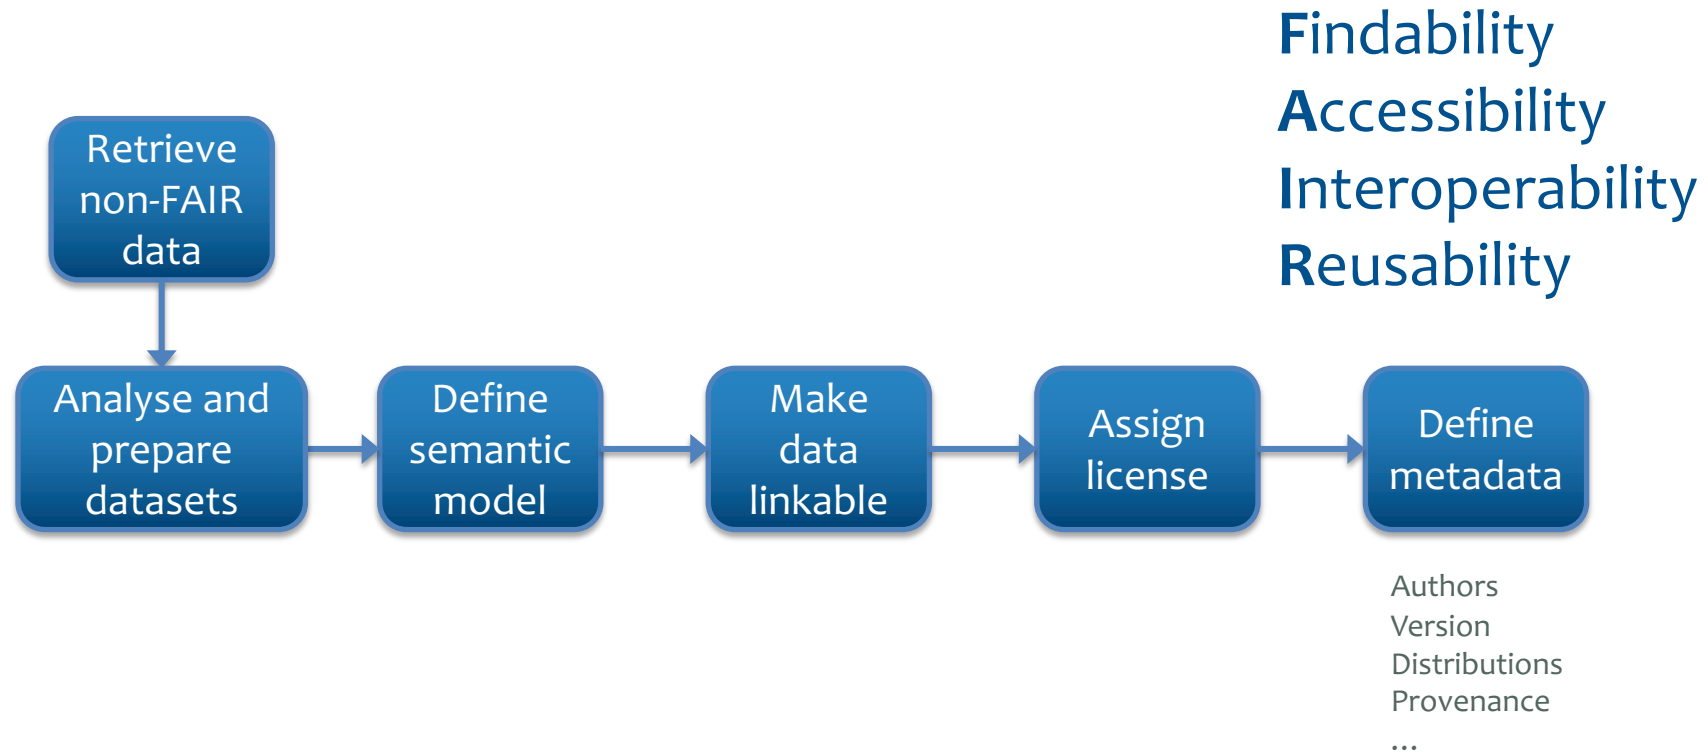 Findability
Accessibility
Interoperability
Reusability
Retrieve
non-FAIR
data
Analyse and
prepare
datasets
Define
semantic
model
Make
data
linkable
Assign
license
Define
metadata
Authors
Version
Distributions
Provenance
...